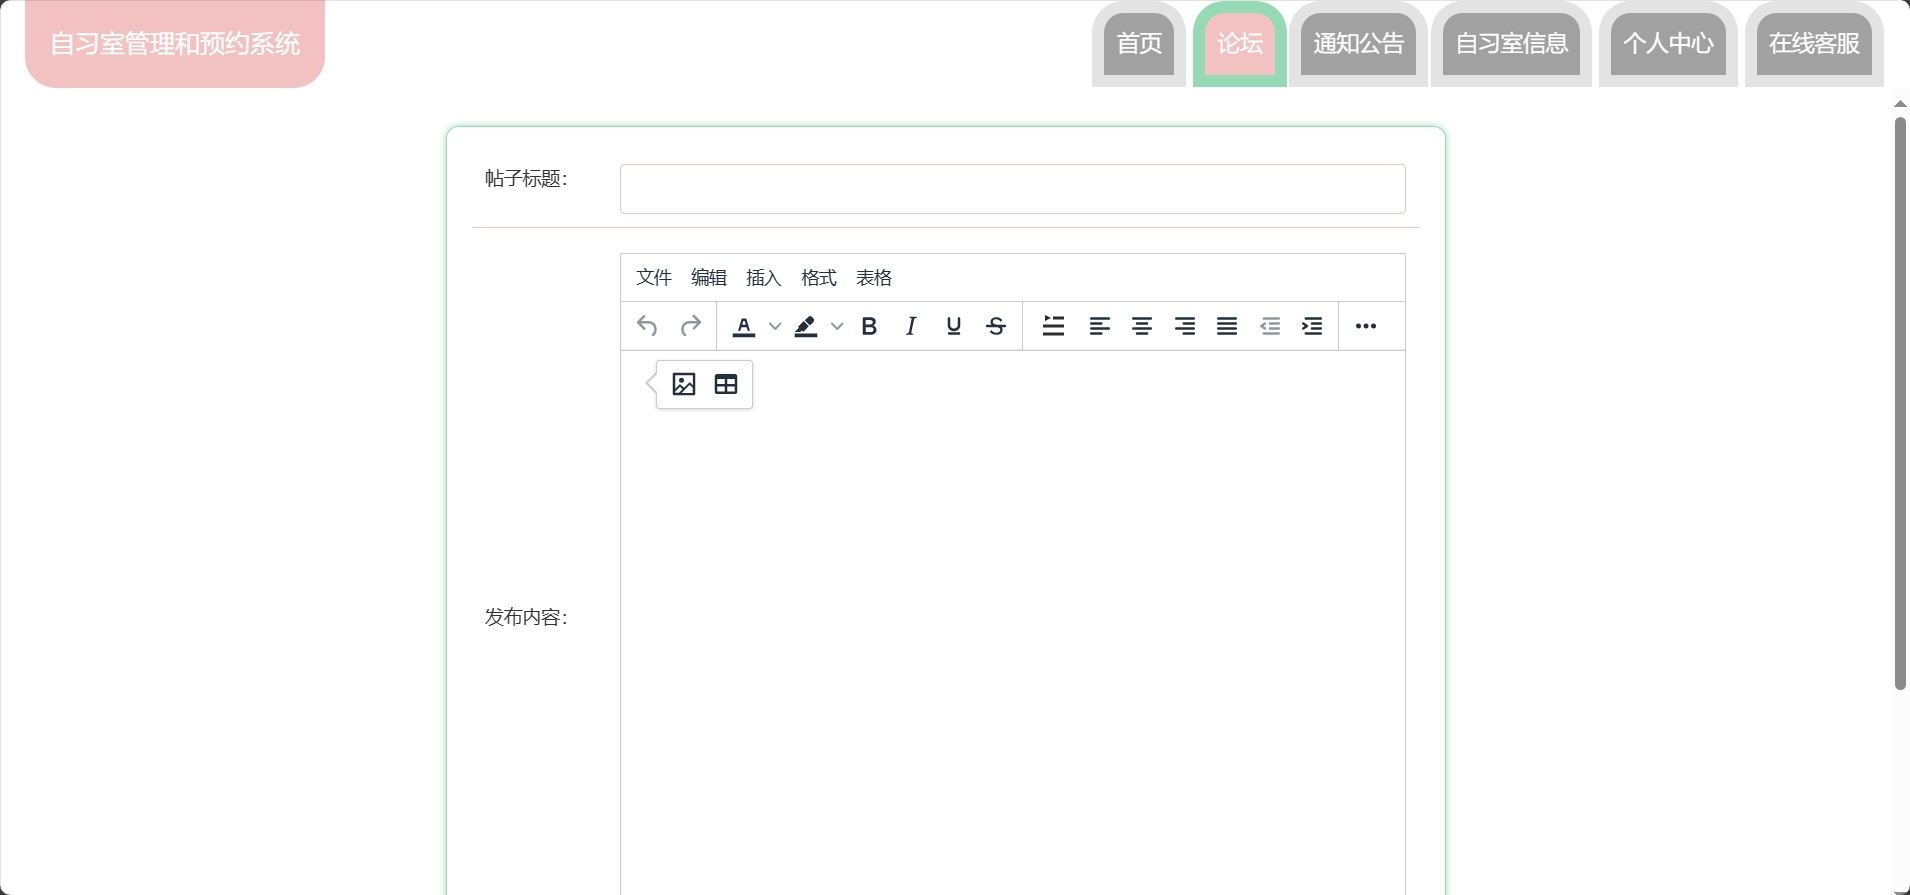 自习室管理和预约系统
首页 论坛 通知公告 自习室信息 个人中心 在线客服
帖子标题：
文件 编辑 插入 格式 表格
发布内容：